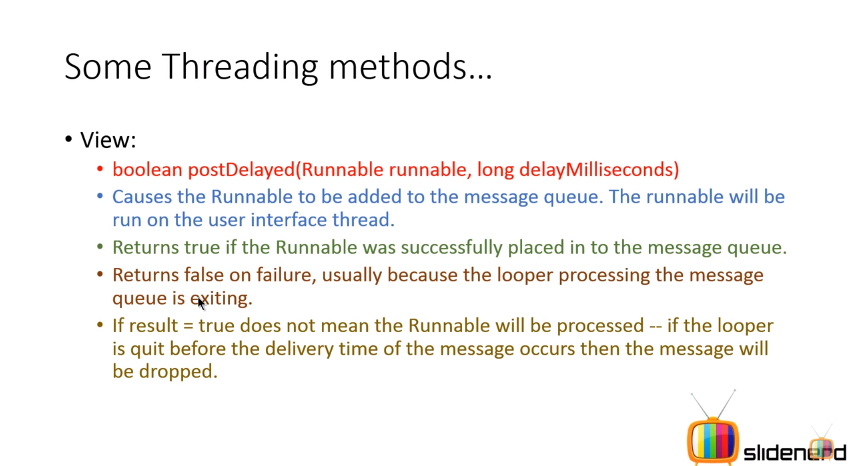 Some Threading methods...
• View:
• boolean postDelayed(Runnable runnable, long delayMilliseconds)
• Causes the Runnable to be added to the message queue. The runnable will be
run on the user interface thread.
• Returns true if the Runnable was successfully placed in to the message queue.
• Returns false on failure, usually because the looper processing the message
queue is exiting.
• If result = true does not mean the Runnable will be processed -- if the looper
is quit before the delivery time of the message occurs then the message will
be dropped.
slidenerd